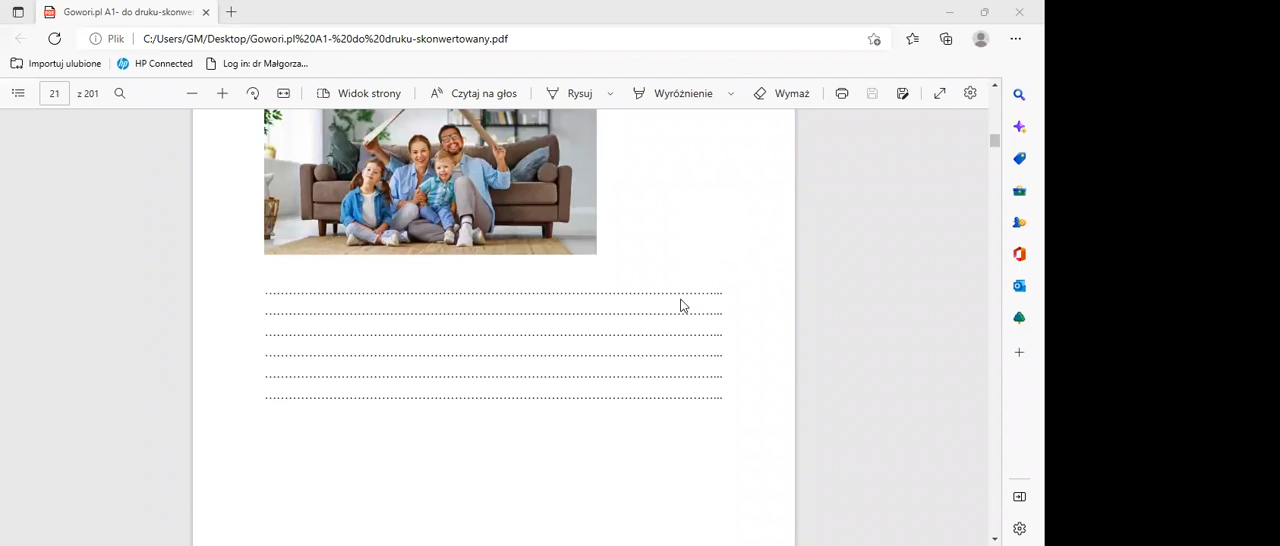 Gowori.pl A1- do druku-skonwe
Plik
C:/Users/GM/Desktop/Gowori.pl%20A1-%20do%20druku-skonwertowany.pdf
Importuj ulubione
HP Connected
Log in: dr Małgorza...
21
z 201
Widok strony
Czytaj na głos
Rysuj
Wyróżnienie
Wymaż